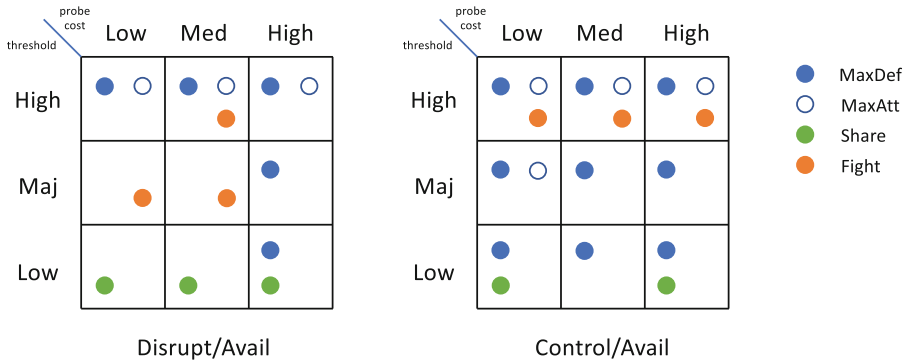 probe
cost
threshold
Low Med High
High
Maj
Low
Disrupt/Avail
probe
cost
threshold
Low Med High
High
Maj
Low
Control/Avail
MaxDef
MaxAtt
Share
Fight